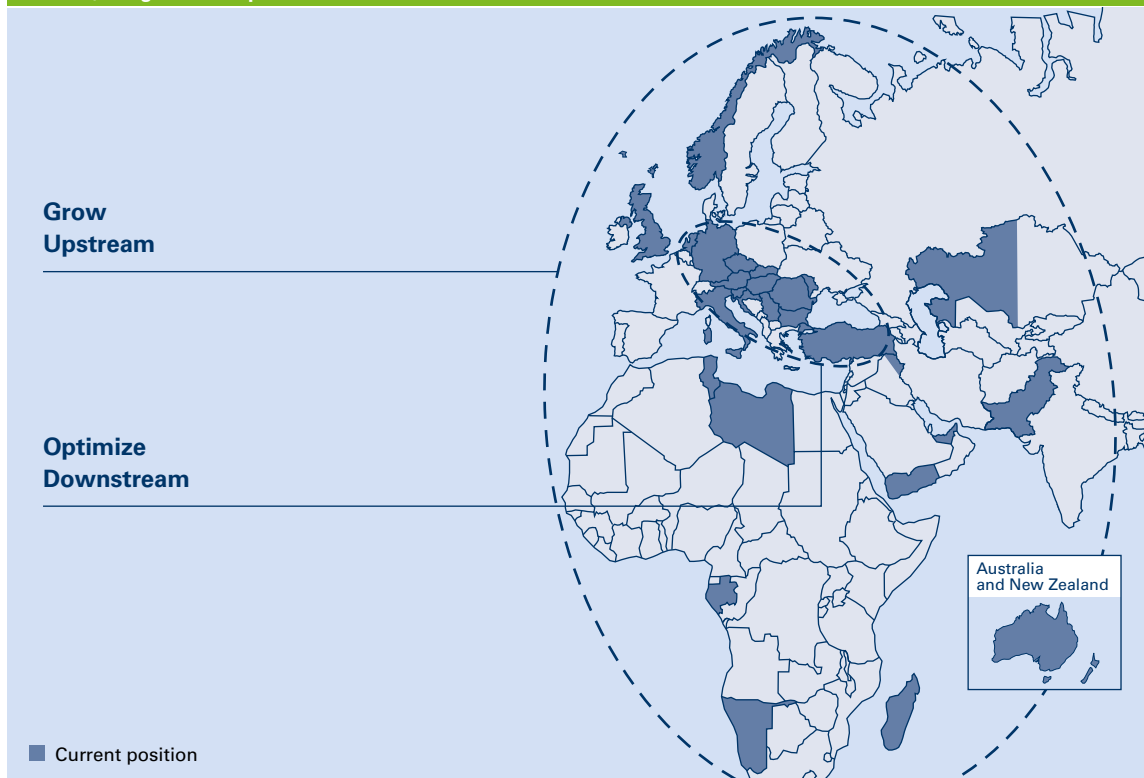 Grow
Upstream
Optimize
Downstream
Australia
and New Zealand
Current position